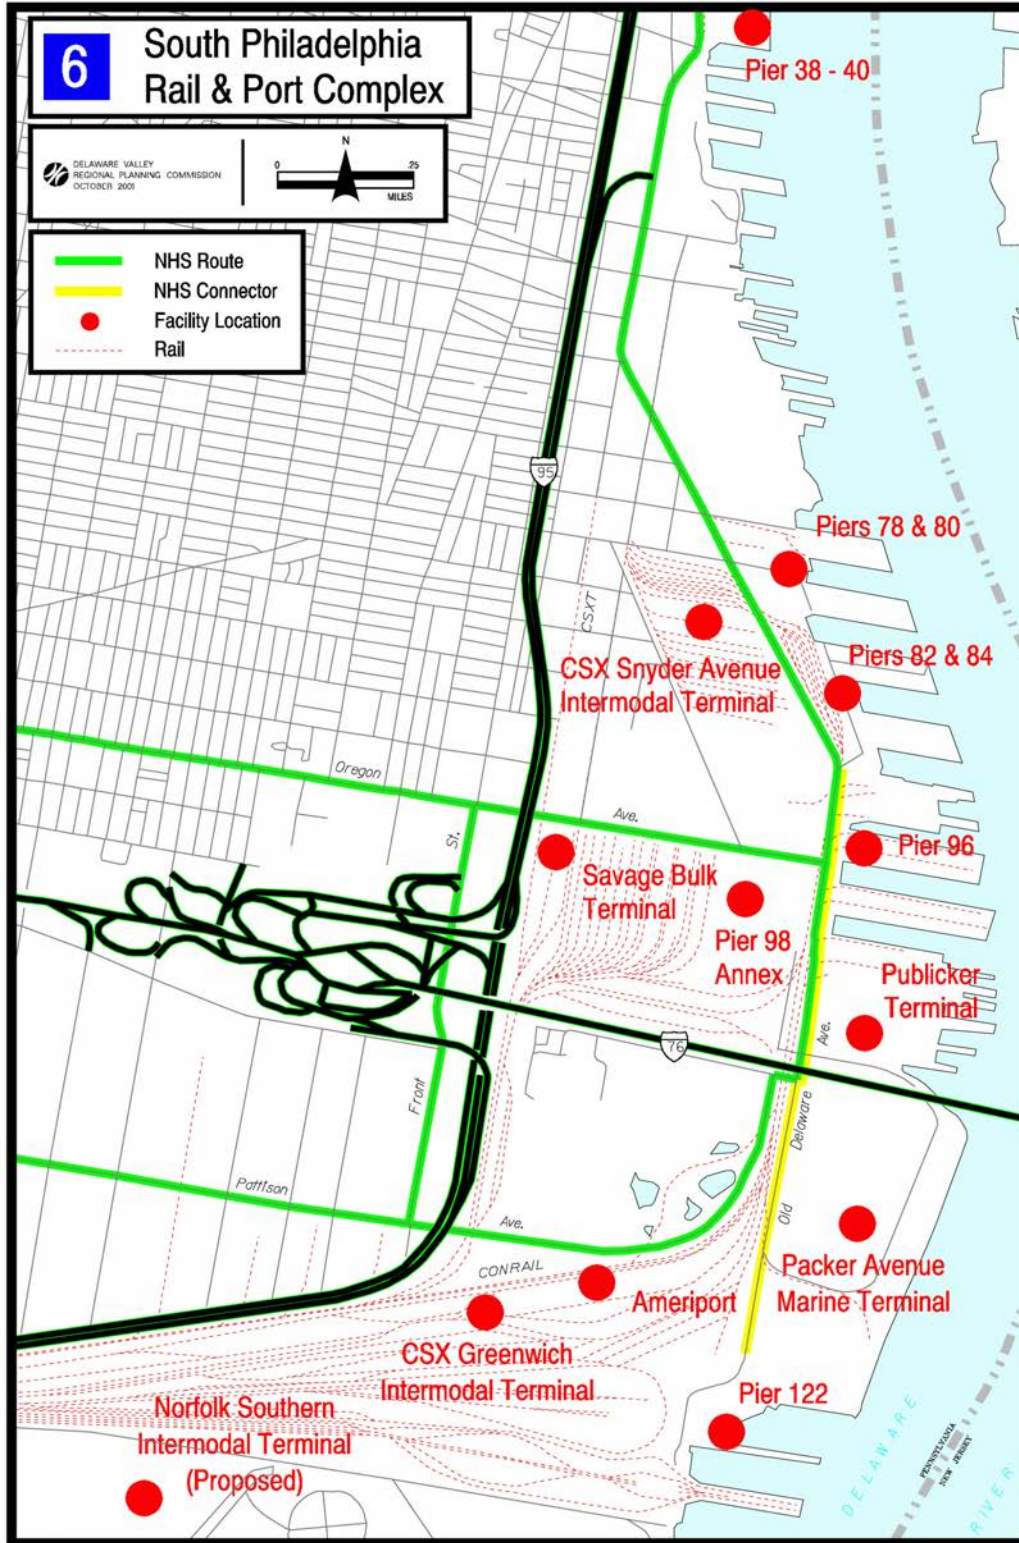 6
South Philadelphia
Rail & Port Complex
DELAWARE VALLEY
REGIONAL PLANNING COMMISSION
OCTOBER 2001
N
0
.25
MILES
NHS Route
NHS Connector
Facility Location
Rail
Pier 38 - 40
95
Piers 78 & 80
CSXT
CSX Snyder Avenue
Intermodal Terminal
Piers 82 & 84
Oregon
Ave.
St.
Pier 96
Savage Bulk
Terminal
Pier 98
Annex
Publicker
Terminal
Ave.
76
Front
Delaware
Old
Pattison
Ave.
CONRAIL
Packer Avenue
Marine Terminal
Ameriport
CSX Greenwich
Intermodal Terminal
Pier 122
Norfolk Southern
Intermodal Terminal
(Proposed)
DELAWARE
RIVER
PENNSYLVANIA
NEW JERSEY